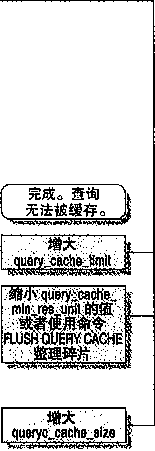 完成。查询
无法被缓存。
增大
query_cache_limit
缩小 query_cache_
min_res_unit 的值
或者使用命令
FLUSH QUERY CACHE
整理碎片
增大
queryc_cache_size